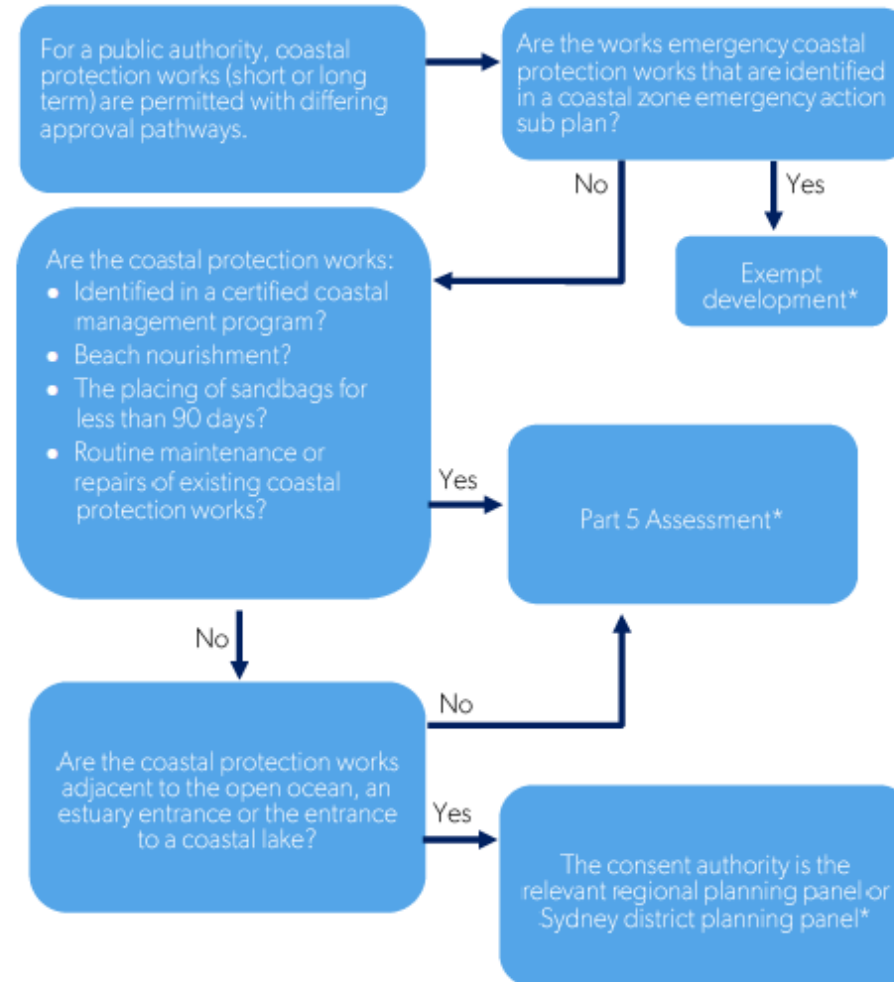 For a public authority, coastal
protection works (short or long
term) are permitted with differing
approval pathways.
Are the works emergency coastal
protection works that are identified
in a coastal zone emergency action
sub plan?
No
Yes
Exempt
development*
Are the coastal protection works:
• Identified in a certified coastal
management program?
• Beach nourishment?
• The placing of sandbags for
less than 90 days?
• Routine maintenance or
repairs of existing coastal
protection works?
Yes
Part 5 Assessment*
No
No
Are the coastal protection works
adjacent to the open ocean, an
estuary entrance or the entrance
to a coastal lake?
Yes
The consent authority is the
relevant regional planning panel or
Sydney district planning panel*